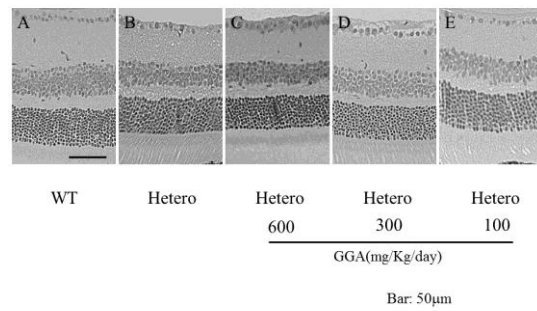 A B C D E
WT Hetero Hetero Hetero Hetero
600 300 100
GGA(mg/Kg/day)
Bar: 50μm